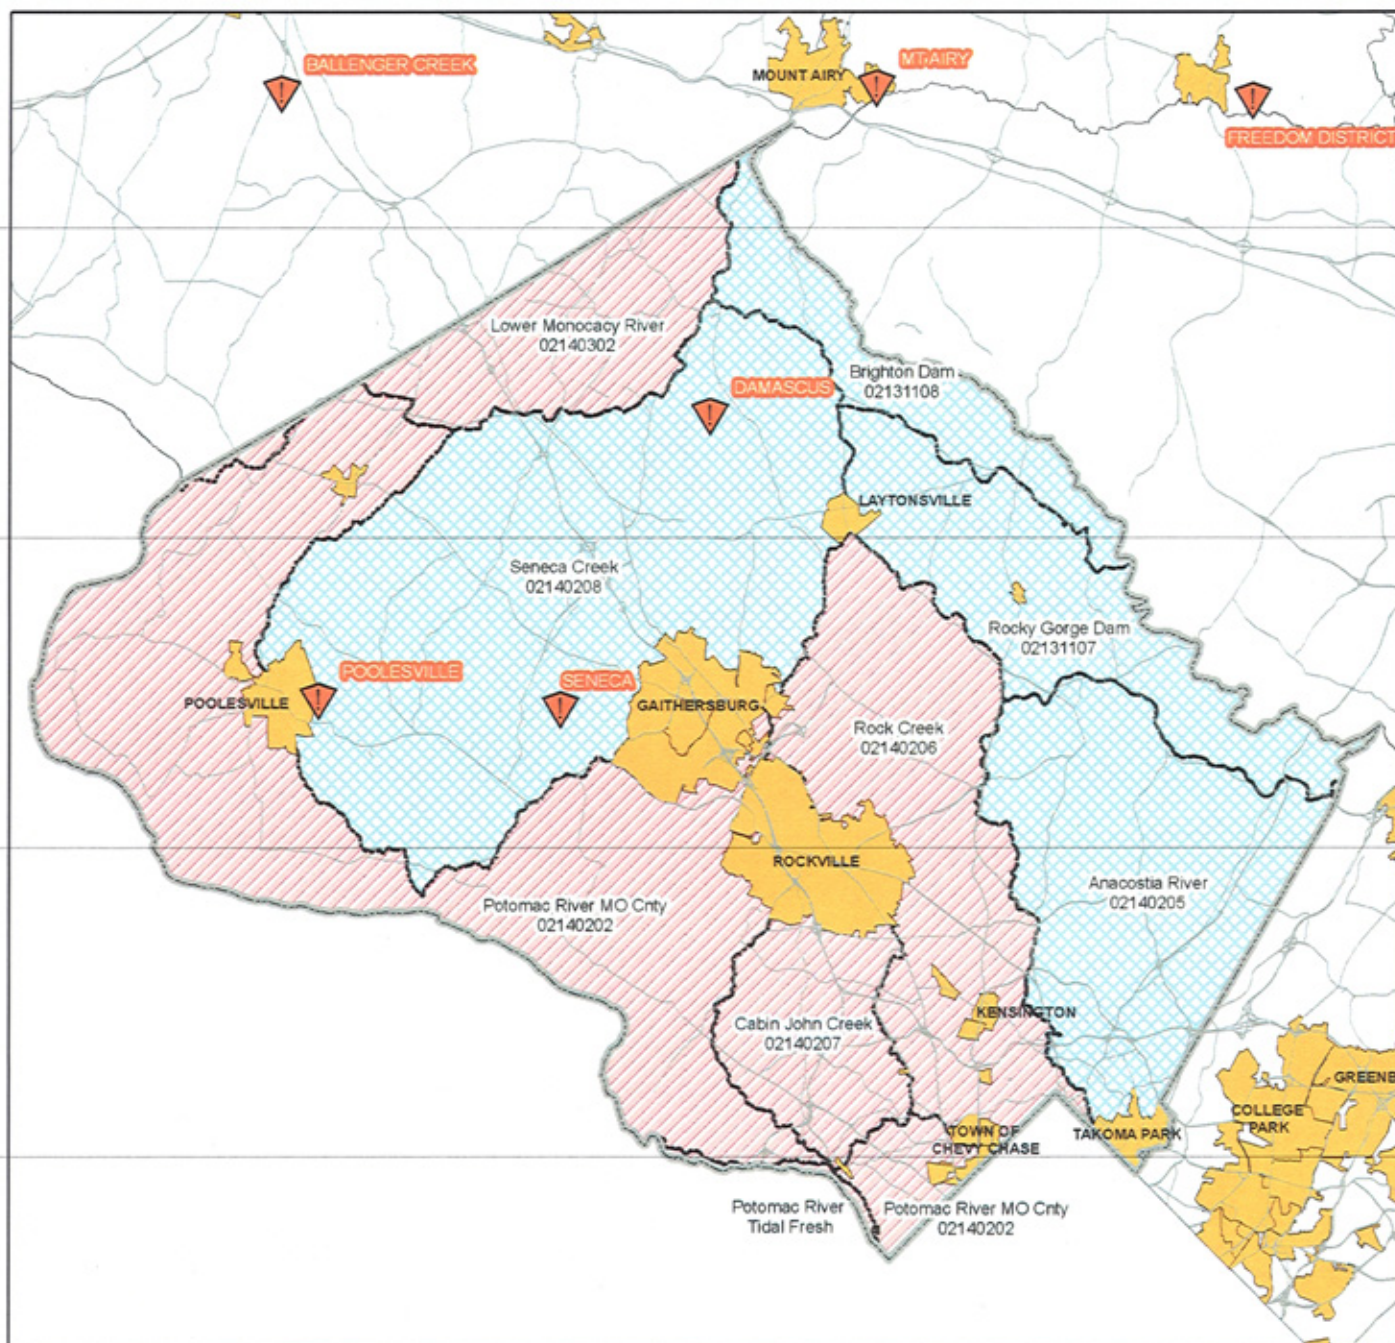 BALLENGER CREEK
MOUNT AIRY
MT AIRY
FREEDOM DISTRICT
Lower Monocacy River
02140302
Brighton Dam
02131108
DAMASCUS
LAYTONSVILLE
Seneca Creek
02140208
Rocky Gorge Dam
02131107
POOLESVILLE
POOLESVILLE
SENECA
GAITHERSBURG
Rock Creek
02140206
ROCKVILLE
Anacostia River
02140205
Potomac River MO Cnty
02140202
KENSINGTON
Cabin John Creek
02140207
GREENB
COLLEGE
PARK
TOWN OF
CHEVY CHASE
TAKOMA PARK
Potomac River
Tidal Fresh
Potomac River MO Cnty
02140202